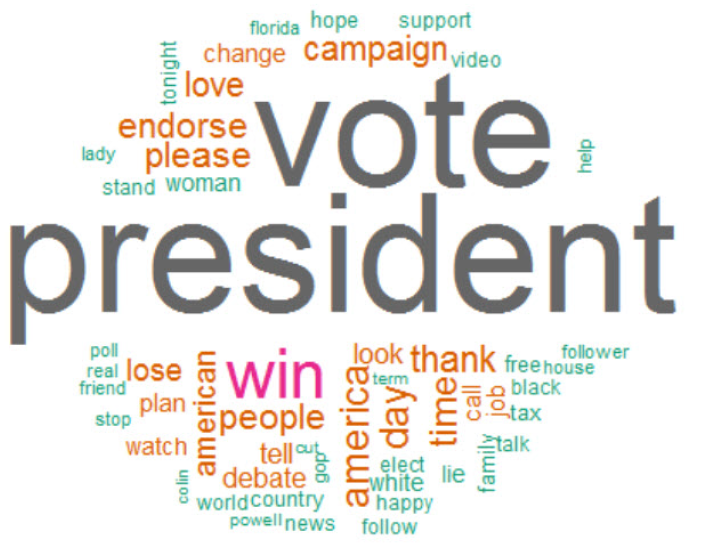 florida hope support
tonight change campaign video
love
endorse vote
lady please help
stand woman
president
poll lose american win look thank free house follower
real
friend term black
plan people america day time call job tax
stop
watch tell cut gop family talk
debate elect white lie
colin world country happy
powell news follow